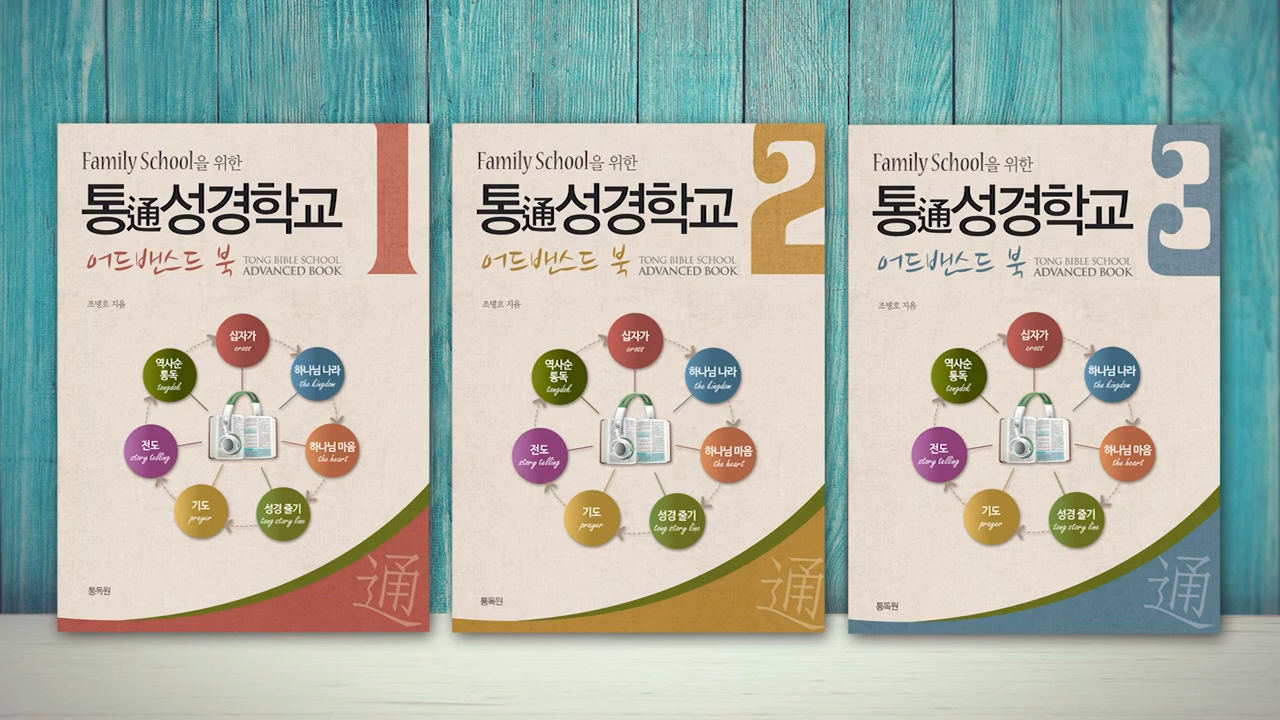 Family School을 위한
통通성경학교
어드밴스드 북
TONG BIBLE SCHOOL
ADVANCED BOOK
1
조병호 지음
십자가
cross
하나님 나라
the kingdom
하나님 마음
the heart
성경 줄기
tong story line
기도
prayer
전도
story telling
역사순
통독
tongdok
통독원
通
Family School을 위한
통通성경학교
어드밴스드 북
TONG BIBLE SCHOOL
ADVANCED BOOK
2
조병호 지음
십자가
cross
하나님 나라
the kingdom
하나님 마음
the heart
성경 줄기
tong story line
기도
prayer
전도
story telling
역사순
통독
tongdok
통독원
通
Family School을 위한
통通성경학교
어드밴스드 북
TONG BIBLE SCHOOL
ADVANCED BOOK
3
조병호 지음
십자가
cross
하나님 나라
the kingdom
하나님 마음
the heart
성경 줄기
tong story line
기도
prayer
전도
story telling
역사순
통독
tongdok
통독원
通